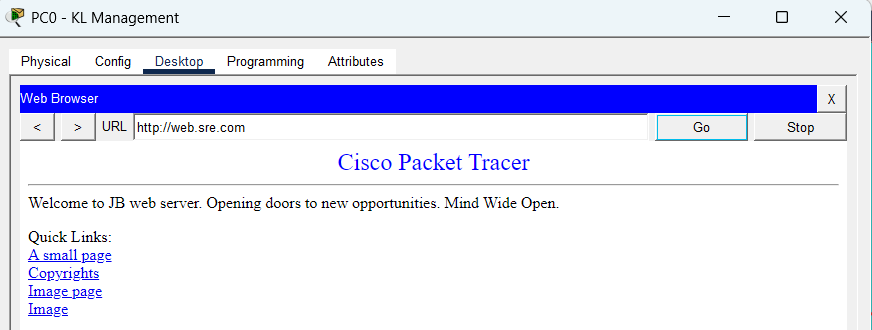 PC0 - KL Management
Physical Config Desktop Programming Attributes
Web Browser X
< > URL http://web.sre.com Go Stop
Cisco Packet Tracer
Welcome to JB web server. Opening doors to new opportunities. Mind Wide Open.
Quick Links:
A small page
Copyrights
Image page
Image